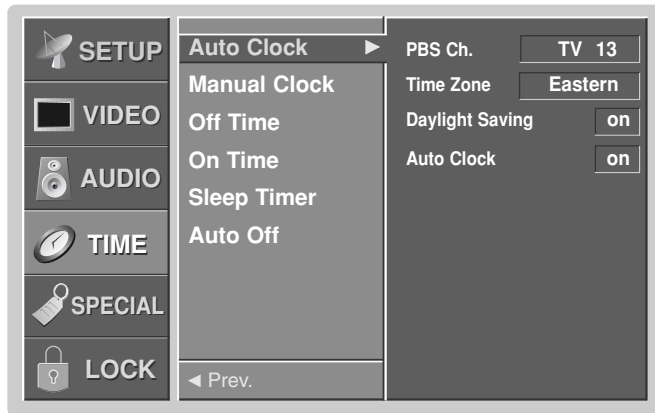 SETUP
VIDEO
AUDIO
TIME
SPECIAL
LOCK
Auto Clock ►
Manual Clock
Off Time
On Time
Sleep Timer
Auto Off
◄ Prev.
PBS Ch. TV 13
Time Zone Eastern
Daylight Saving on
Auto Clock on